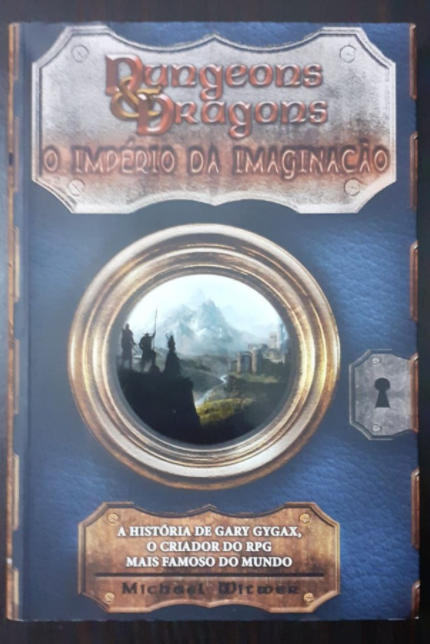 Dungeons
& Dragons
O IMPÉRIO DA IMAGINAÇÃO
A HISTÓRIA DE GARY GYGAX,
O CRIADOR DO RPG
MAIS FAMOSO DO MUNDO
Michael Witwer